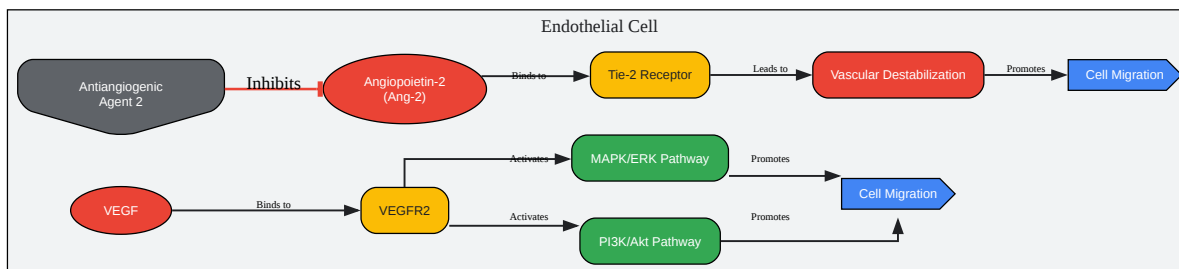 Endothelial Cell
Antiangiogenic
Agent 2
Inhibits
Angiopoietin-2
(Ang-2)
Binds to
Tie-2 Receptor
Leads to
Vascular Destabilization
Promotes
Cell Migration
VEGF
Binds to
VEGFR2
Activates
MAPK/ERK Pathway
Promotes
Cell Migration
Activates
PI3K/Akt Pathway
Promotes